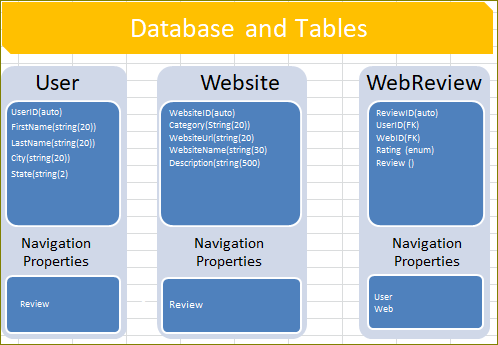 Database and Tables
User
UserID(auto)
FirstName(string(20))
LastName(string(20))
City(string(20))
State(string(2)
Navigation
Properties
Review
Website
WebsiteID(auto)
Category(String(20))
WebsiteUrl(string(20)
WebsiteName(string(30)
Description(string(500)
Navigation
Properties
Review
WebReview
ReviewID(auto)
UserID(FK)
WebID(FK)
Rating (enum)
Review ()
Navigation
Properties
User
Web